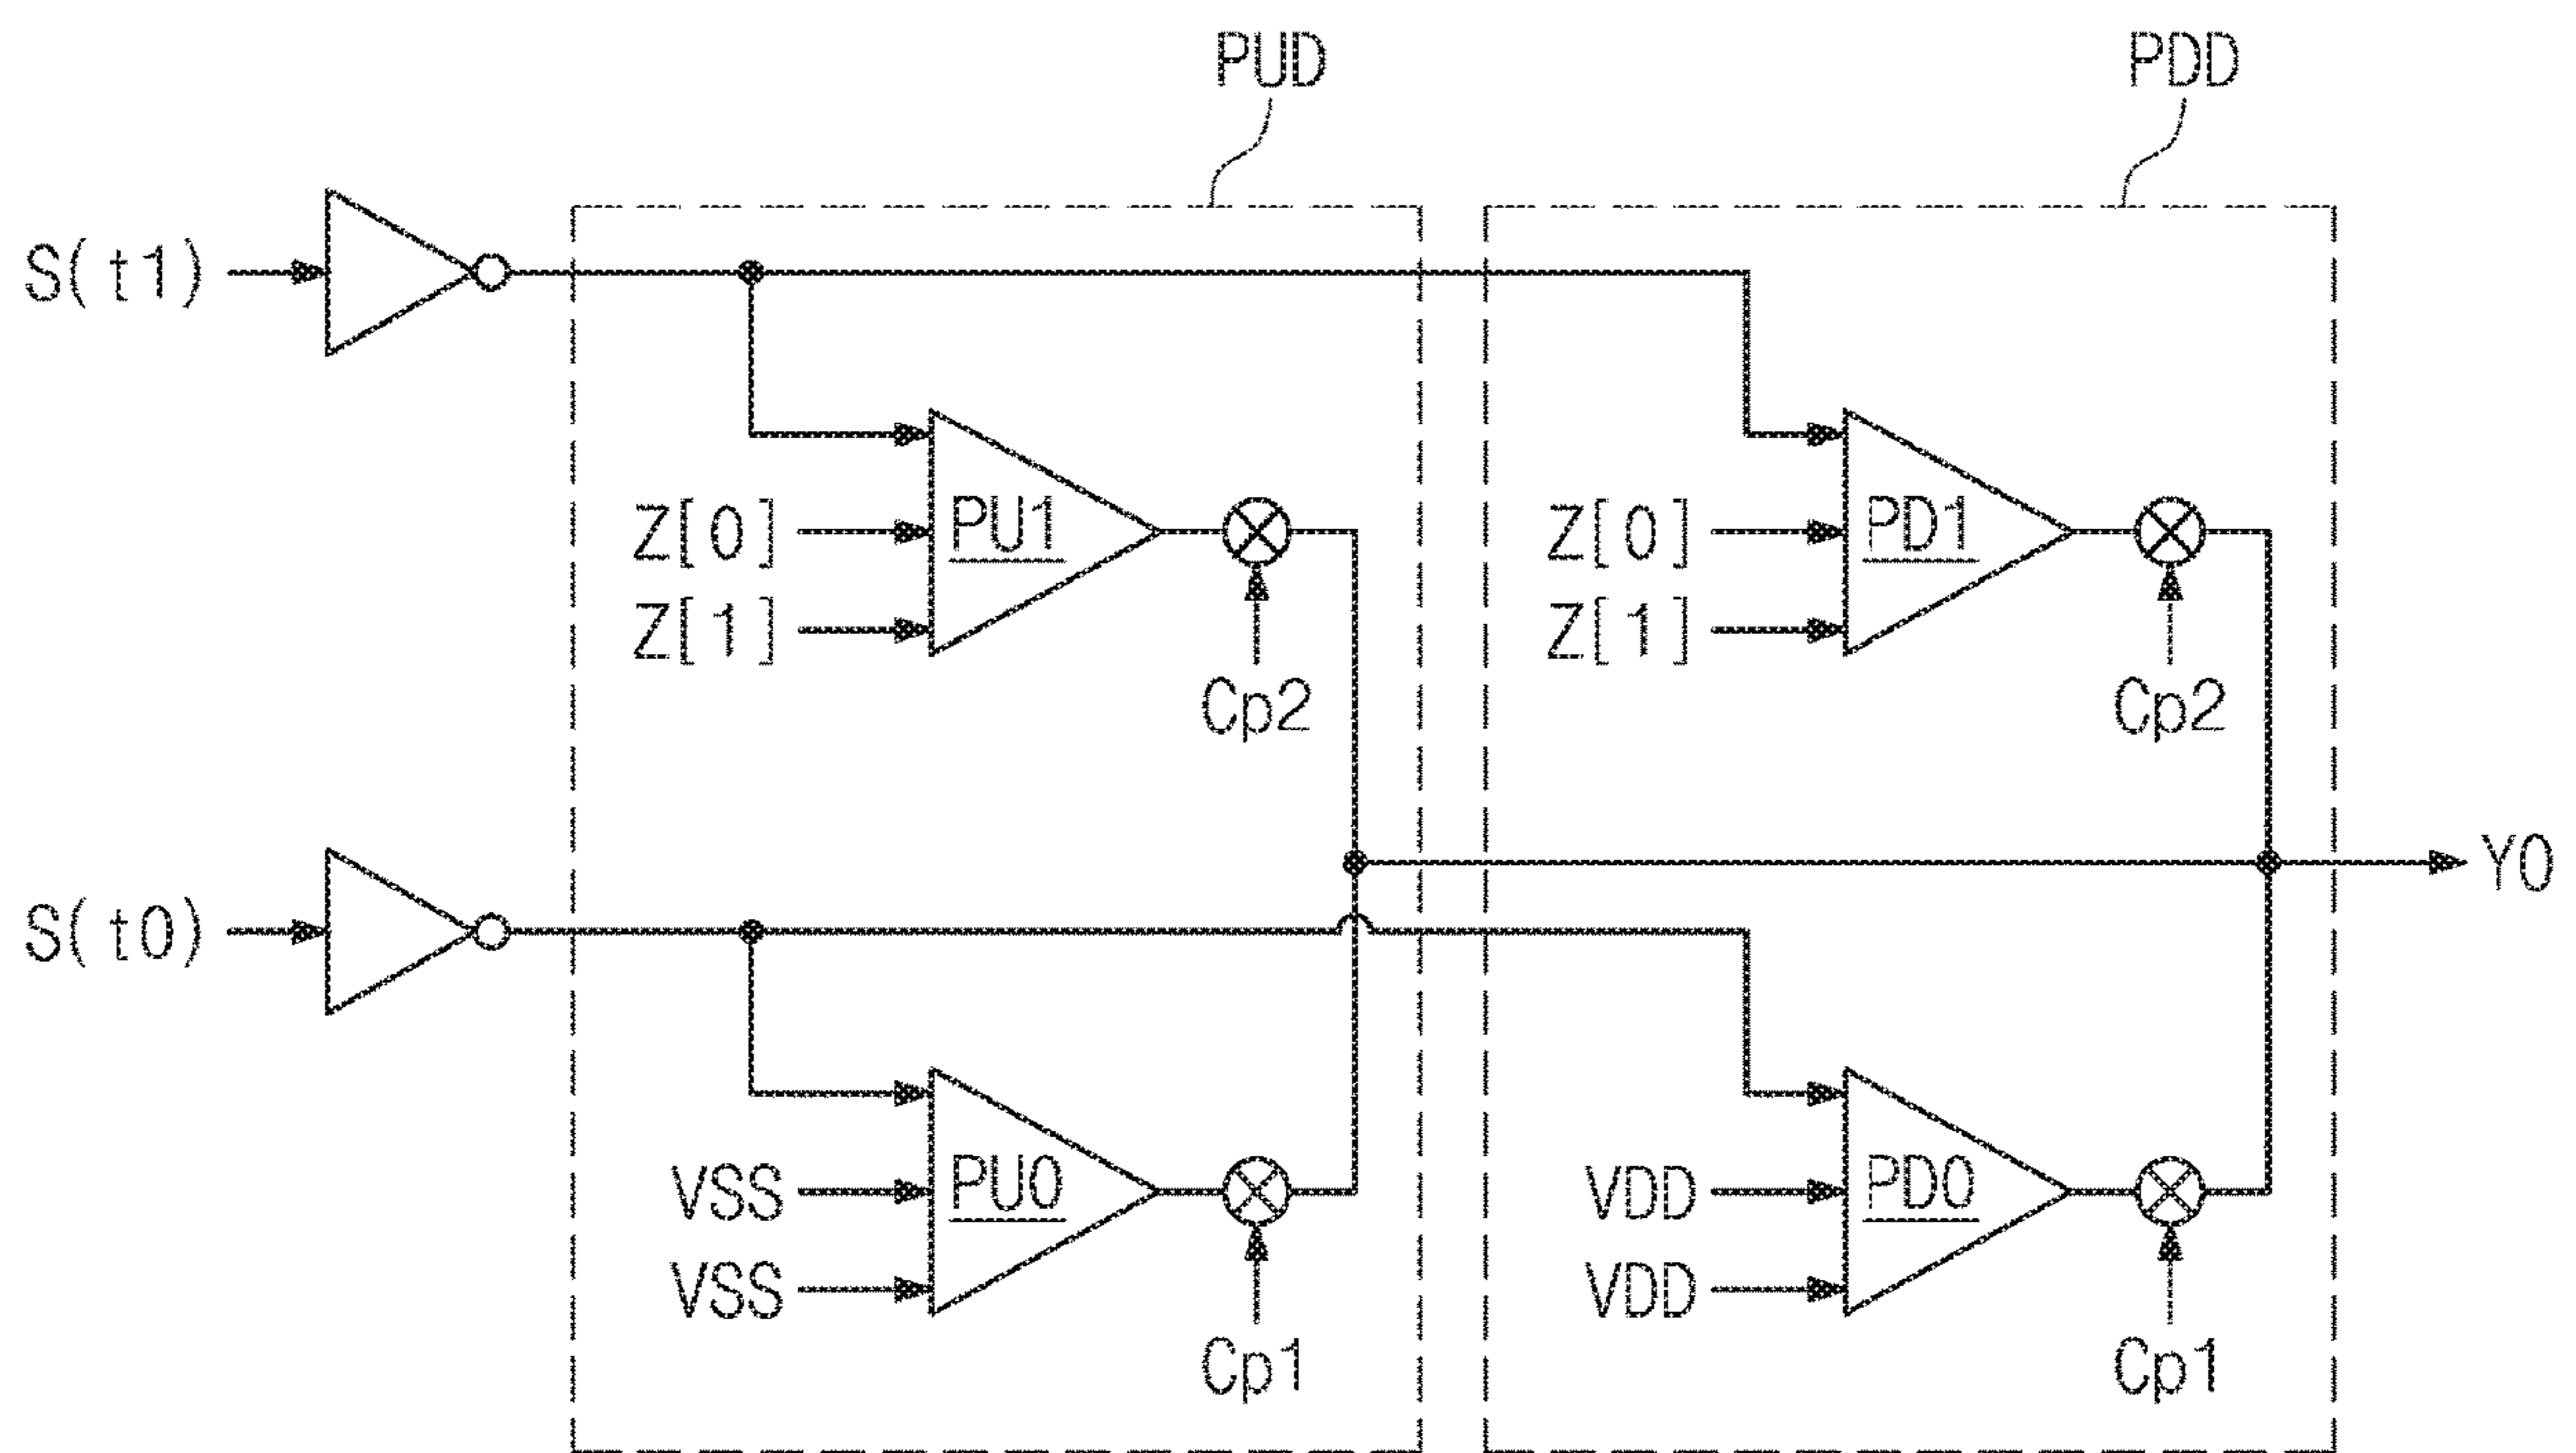 PUD
PDD
S(t1)
Z[0]
PU1
Z[0]
PD1
Z[1]
Z[1]
Cp2
Cp2
Y0
S(t0)
VSS
PU0
VDD
PD0
VSS
VDD
Cp1
Cp1